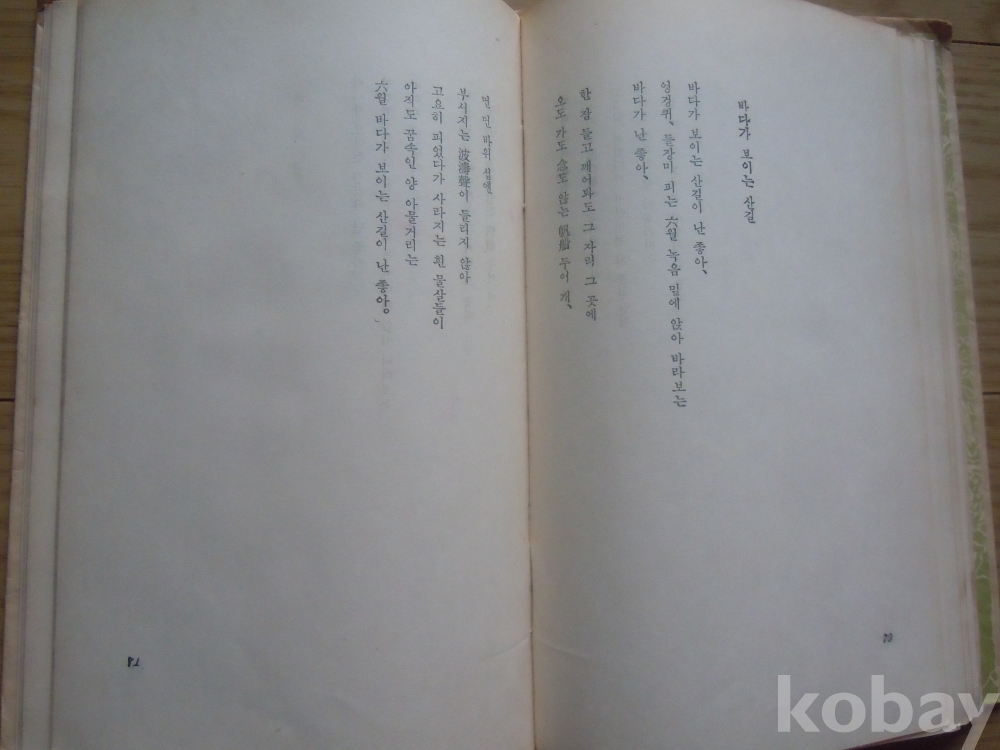 바다가 보이는 산길
바다가 보이는 산길이 난 좋아、
엉겅퀴、들장미 피는 六월 녹음 밑에 앉아 바라보는
바다가 난 좋아、
한 잠 들고 깨어와도 그 자리 그 곳에
오도 가도 않는 帆船 두어 개、
먼 먼 바위 섬에、
부서지는 波濤聲이 들리지 않아
고요히 피었다가 사라지는 흰 물살들이
아직도 꿈속인 양 아물거리는
六월 바다가 보이는 산길이 난 좋아。」
kobay